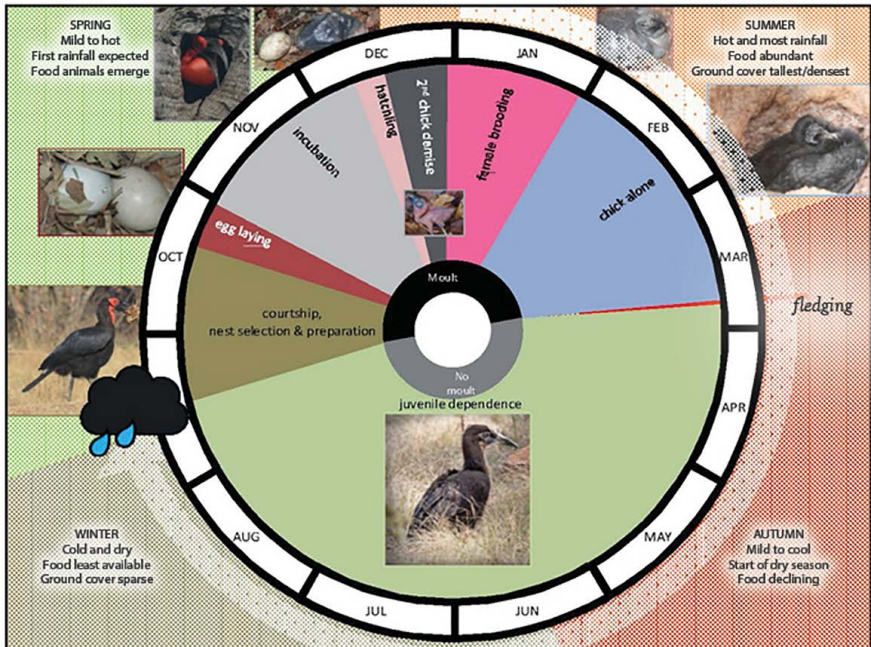 SPRING
Mild to hot
First rainfall expected
Food animals emerge
SUMMER
Hot and most rainfall
Food abundant
Ground cover tallest/densest
DEC
JAN
NOV
FEB
OCT
MAR
APR
AUG
MAY
JUL
JUN
incubation
hatchling
2nd chick demise
female brooding
chick alone
egg laying
courtship,
nest selection & preparation
Moult
No
moult
juvenile dependence
fledging
WINTER
Cold and dry
Food least available
Ground cover sparse
AUTUMN
Mild to cool
Start of dry season
Food declining